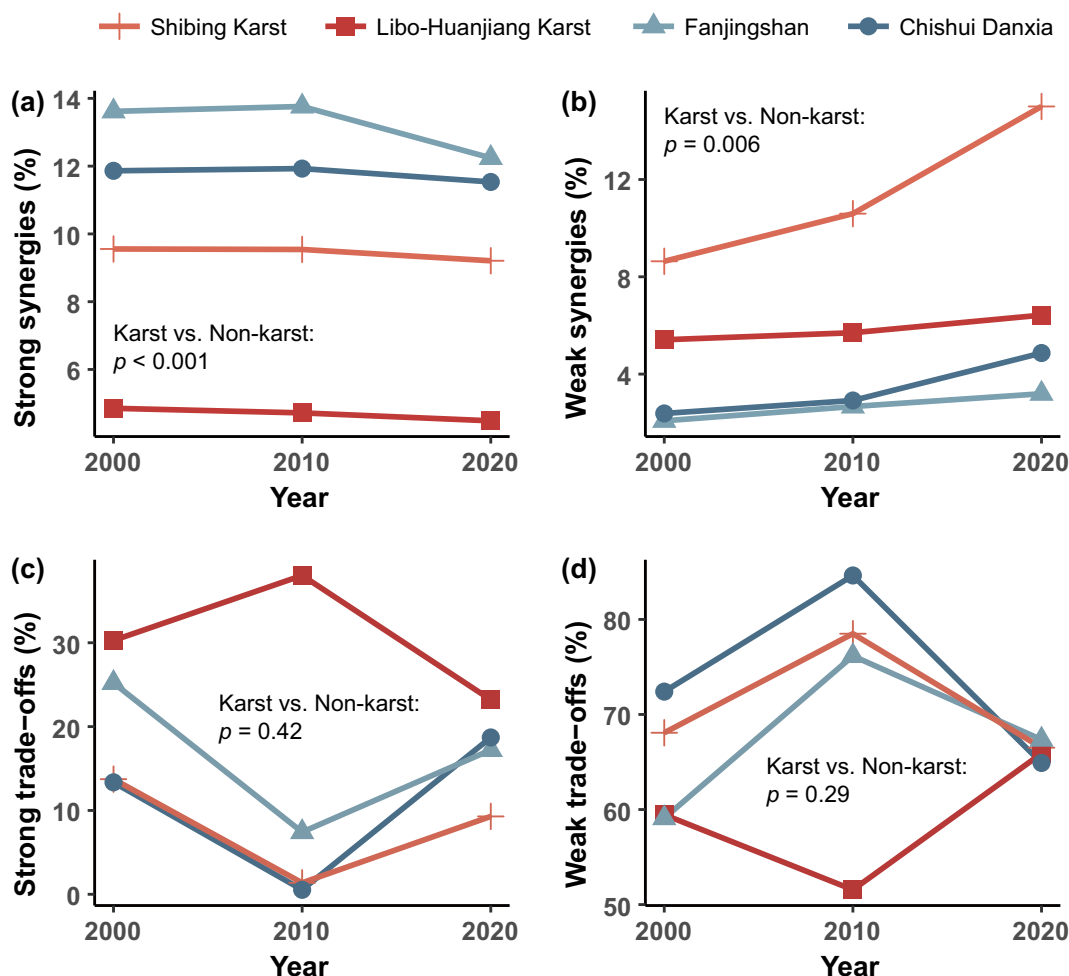 Shibing Karst Libo-Huanjiang Karst Fanjingshan Chishui Danxia
(a)
Strong synergies (%)
14
12
10
8
6
Karst vs. Non-karst:
p < 0.001
2000 2010 2020
Year
(b)
Weak synergies (%)
12
8
4
Karst vs. Non-karst:
p = 0.006
2000 2010 2020
Year
(c)
Strong trade−offs (%)
30
20
10
0
Karst vs. Non-karst:
p = 0.42
2000 2010 2020
Year
(d)
Weak trade−offs (%)
80
70
60
50
Karst vs. Non-karst:
p = 0.29
2000 2010 2020
Year